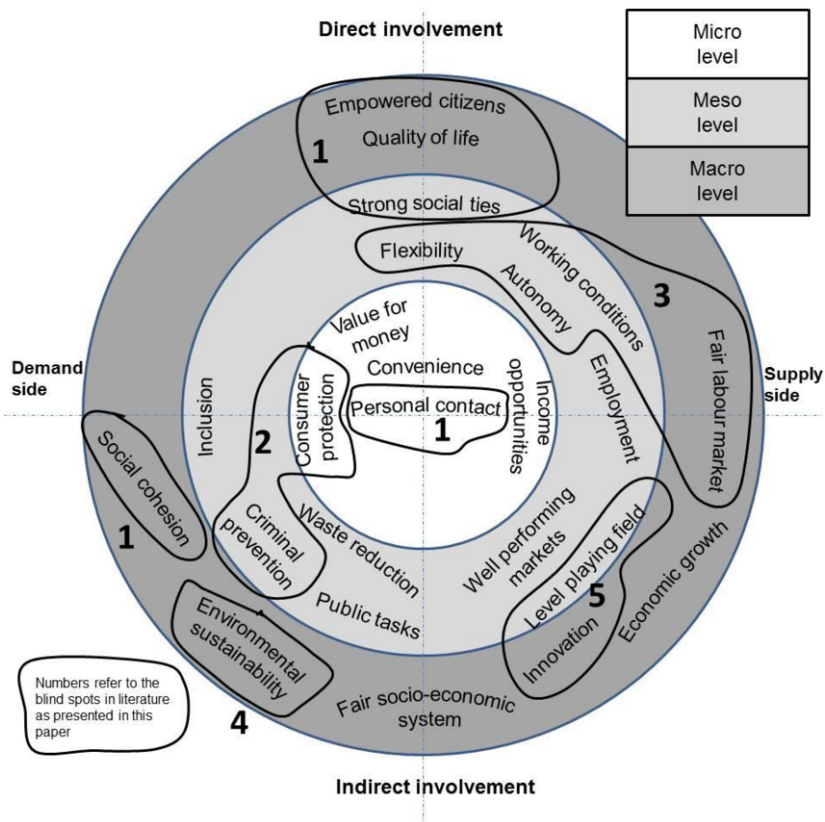 Direct involvement
Micro
level
Meso
level
Macro
level
Empowered citizens
1
Quality of life
Strong social ties
Flexibility
Working conditions
Autonomy
3
Value for
money
Convenience
Demand
side
Supply
side
Fair labour market
Employment
Income
opportunities
Personal contact
1
Consumer
protection
2
Inclusion
Social cohesion
1
Criminal
prevention
Waste reduction
Public tasks
Well performing
markets
Level playing field
5
Innovation
Economic growth
Environmental
sustainability
4
Fair socio-economic
system
Numbers refer to the
blind spots in literature
as presented in this
paper
Indirect involvement